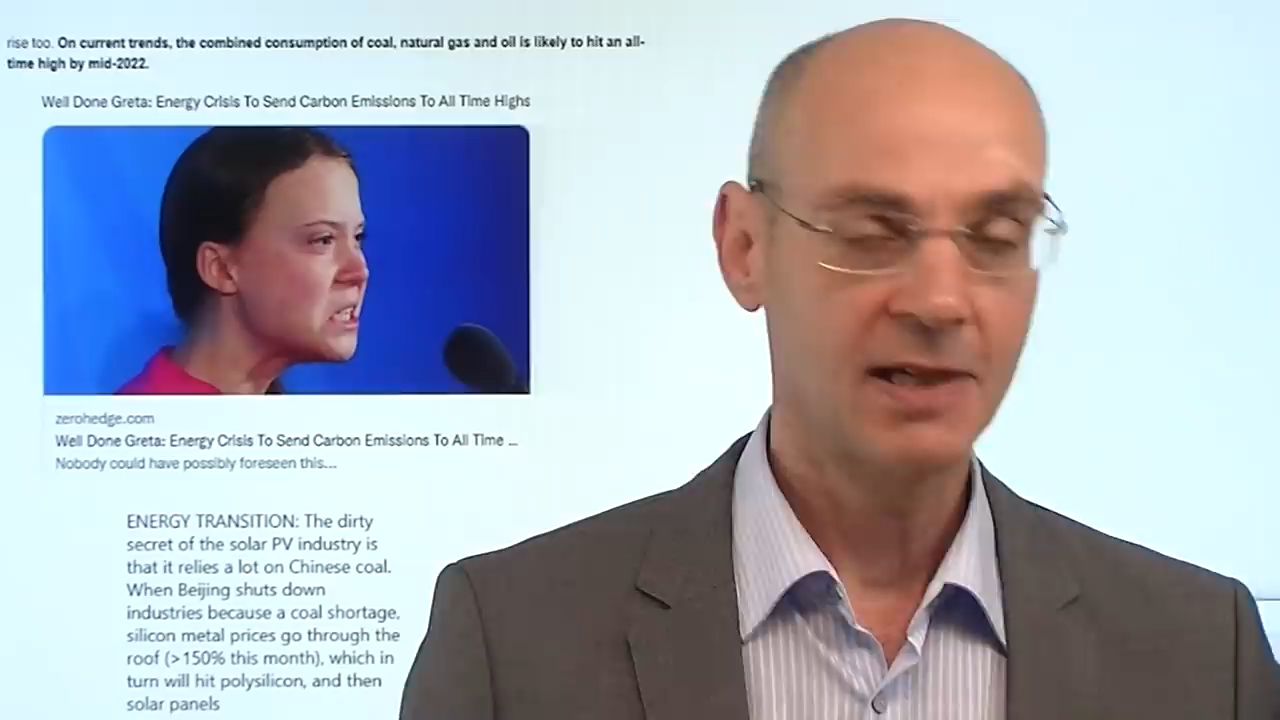 rise too. On current trends, the combined consumption of coal, natural gas and oil is likely to hit an all-
time high by mid-2022.
Well Done Greta: Energy Crisis To Send Carbon Emissions To All Time Highs
zerohedge.com
Well Done Greta: Energy Crisis To Send Carbon Emissions To All Time ...
Nobody could have possibly foreseen this...
ENERGY TRANSITION: The dirty
secret of the solar PV industry is
that it relies a lot on Chinese coal.
When Beijing shuts down
industries because a coal shortage,
silicon metal prices go through the
roof (>150% this month), which in
turn will hit polysilicon, and then
solar panels